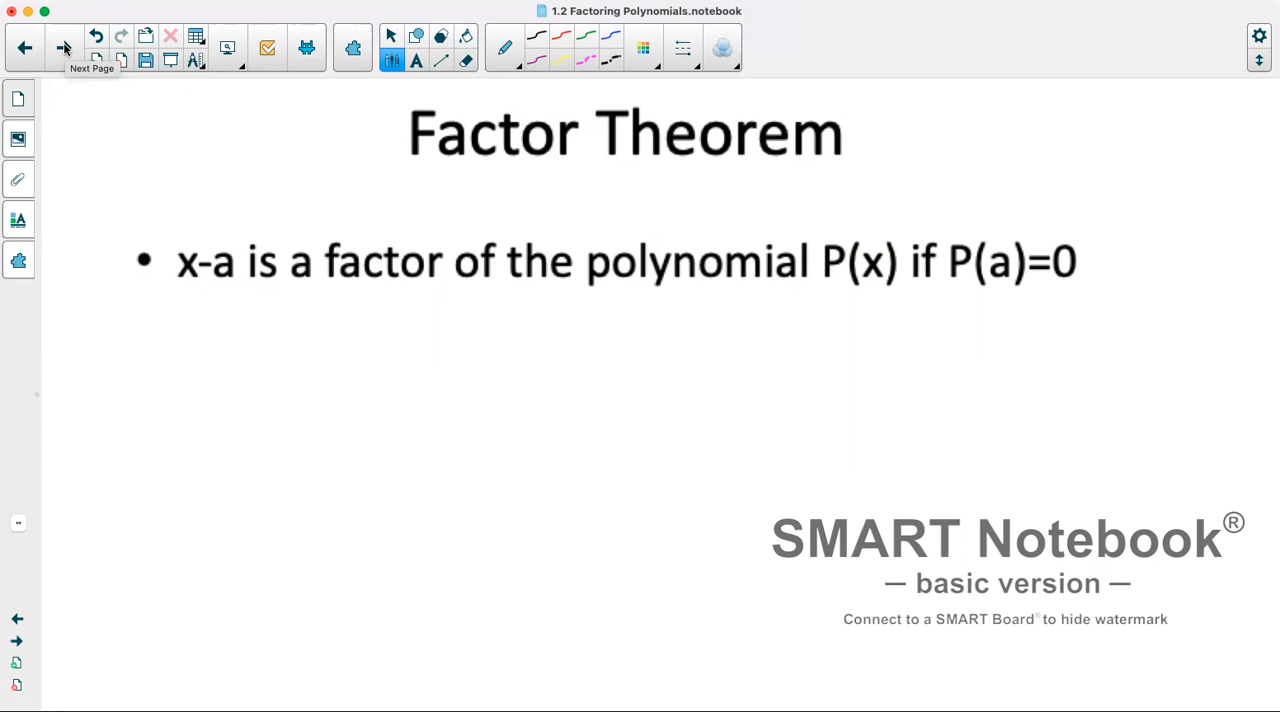 1.2 Factoring Polynomials.notebook
Next Page
Factor Theorem
• x-a is a factor of the polynomial P(x) if P(a)=0
SMART Notebook®
— basic version —
Connect to a SMART Board® to hide watermark